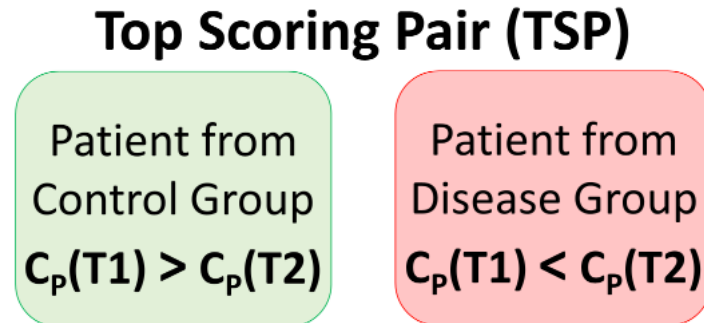 Top Scoring Pair (TSP)
Patient from
Control Group
Cₚ(T1) > Cₚ(T2)
Patient from
Disease Group
Cₚ(T1) < Cₚ(T2)